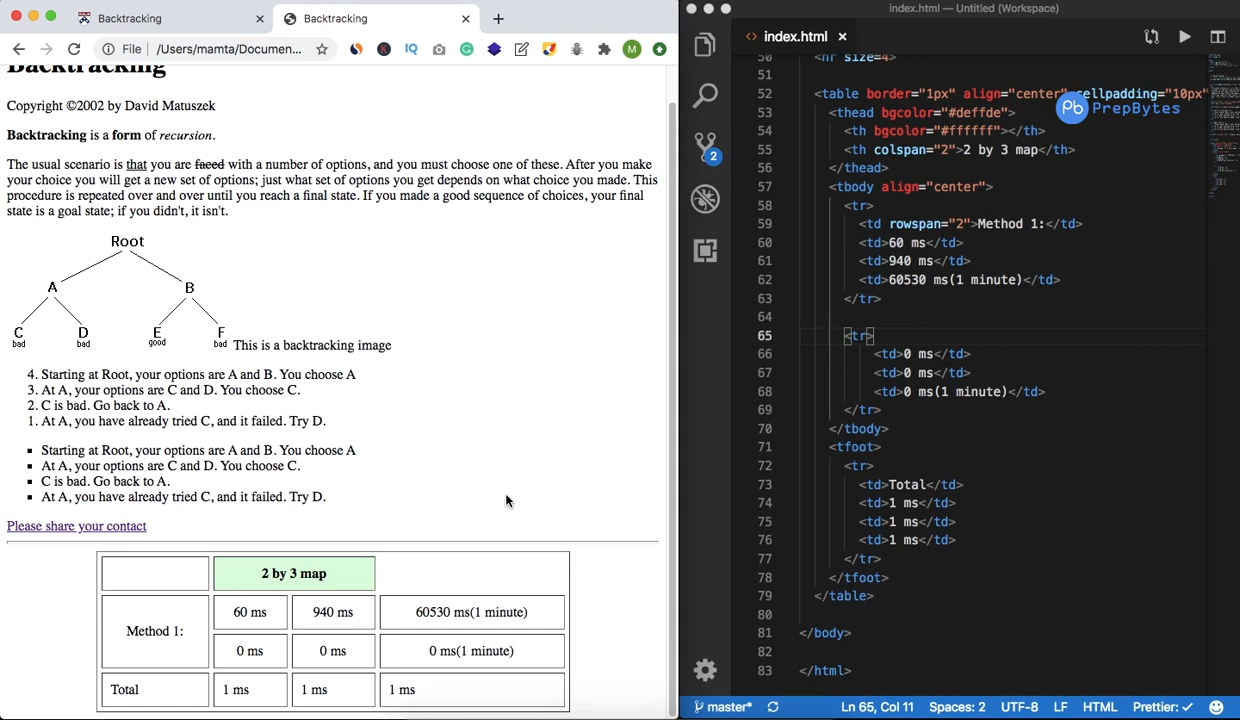 Backtracking
Backtracking
File
/Users/mamta/Documen...
M
Backtracking
Copyright ©2002 by David Matuszek
Backtracking is a form of recursion.
The usual scenario is that you are faced with a number of options, and you must choose one of these. After you make
your choice you will get a new set of options; just what set of options you get depends on what choice you made. This
procedure is repeated over and over until you reach a final state. If you made a good sequence of choices, your final
state is a goal state; if you didn't, it isn't.
Root
A B
C D E F
bad bad good bad
This is a backtracking image
4. Starting at Root, your options are A and B. You choose A
3. At A, your options are C and D. You choose C.
2. C is bad. Go back to A.
1. At A, you have already tried C, and it failed. Try D.
▪ Starting at Root, your options are A and B. You choose A
▪ At A, your options are C and D. You choose C.
▪ C is bad. Go back to A.
▪ At A, you have already tried C, and it failed. Try D.
Please share your contact
2 by 3 map
Method 1: 60 ms 940 ms 60530 ms(1 minute)
0 ms 0 ms 0 ms(1 minute)
Total 1 ms 1 ms 1 ms
index.html — Untitled (Workspace)
<> index.html
2
PrepBytes
Pb
50 <hr size=4>
51
52 <table border="1px" align="center" cellpadding="10px"
53 <thead bgcolor="#deffde">
54 <th bgcolor="#ffffff"></th>
55 <th colspan="2">2 by 3 map</th>
56 </thead>
57 <tbody align="center">
58 <tr>
59 <td rowspan="2">Method 1:</td>
60 <td>60 ms</td>
61 <td>940 ms</td>
62 <td>60530 ms(1 minute)</td>
63 </tr>
64
65 <tr>
66 <td>0 ms</td>
67 <td>0 ms</td>
68 <td>0 ms(1 minute)</td>
69 </tr>
70 </tbody>
71 <tfoot>
72 <tr>
73 <td>Total</td>
74 <td>1 ms</td>
75 <td>1 ms</td>
76 <td>1 ms</td>
77 </tr>
78 </tfoot>
79 </table>
80
81 </body>
82
83 </html>
master* Ln 65, Col 11 Spaces: 2 UTF-8 LF HTML Prettier: ✓